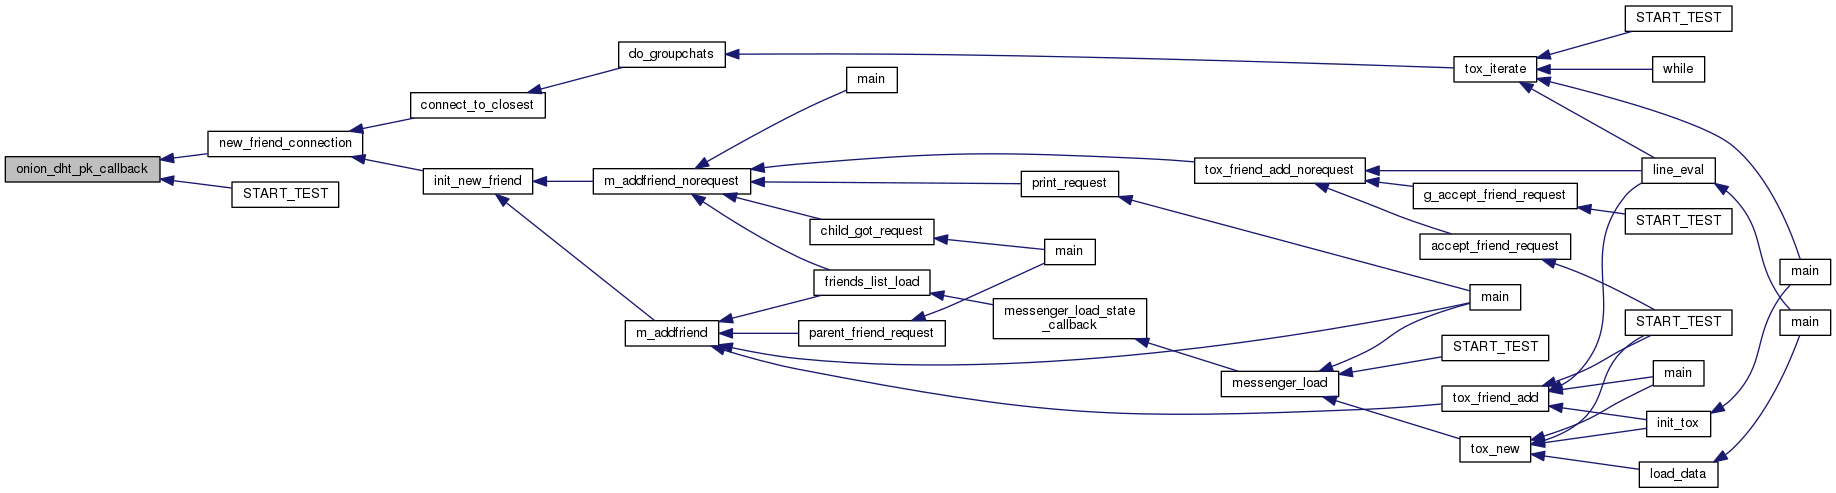 onion_dht_pk_callback
new_friend_connection
START_TEST
connect_to_closest
init_new_friend
do_groupchats
m_addfriend_norequest
m_addfriend
main
child_got_request
friends_list_load
parent_friend_request
print_request
main
messenger_load_state
_callback
tox_friend_add_norequest
messenger_load
tox_iterate
g_accept_friend_request
accept_friend_request
main
START_TEST
tox_friend_add
tox_new
START_TEST
while
line_eval
START_TEST
START_TEST
main
init_tox
load_data
main
main